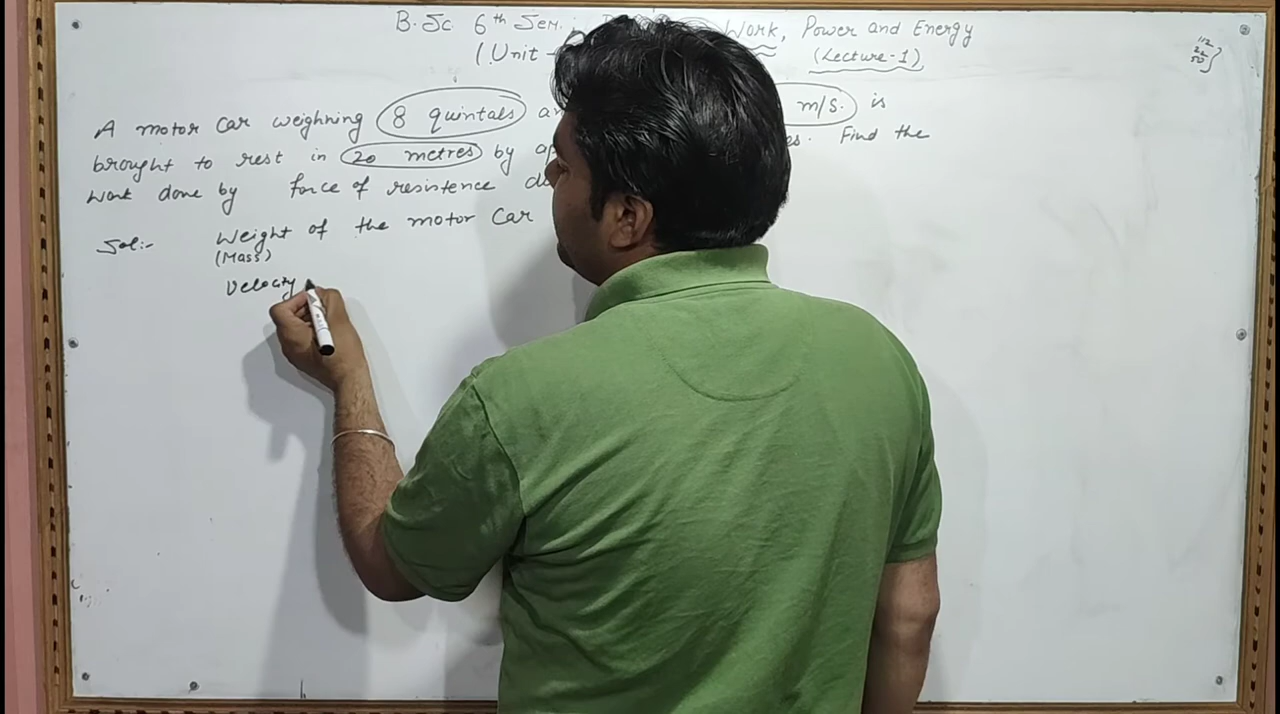 B.Sc 6th Sem. Work, Power and Energy
(Unit - (Lecture-1)
112
A motor car weighning 8 quintals m/s. is
brought to rest in 20 metres by Find the
work done by force of resistence
Sol:- Weight of the motor Car
(Mass)
Velocity